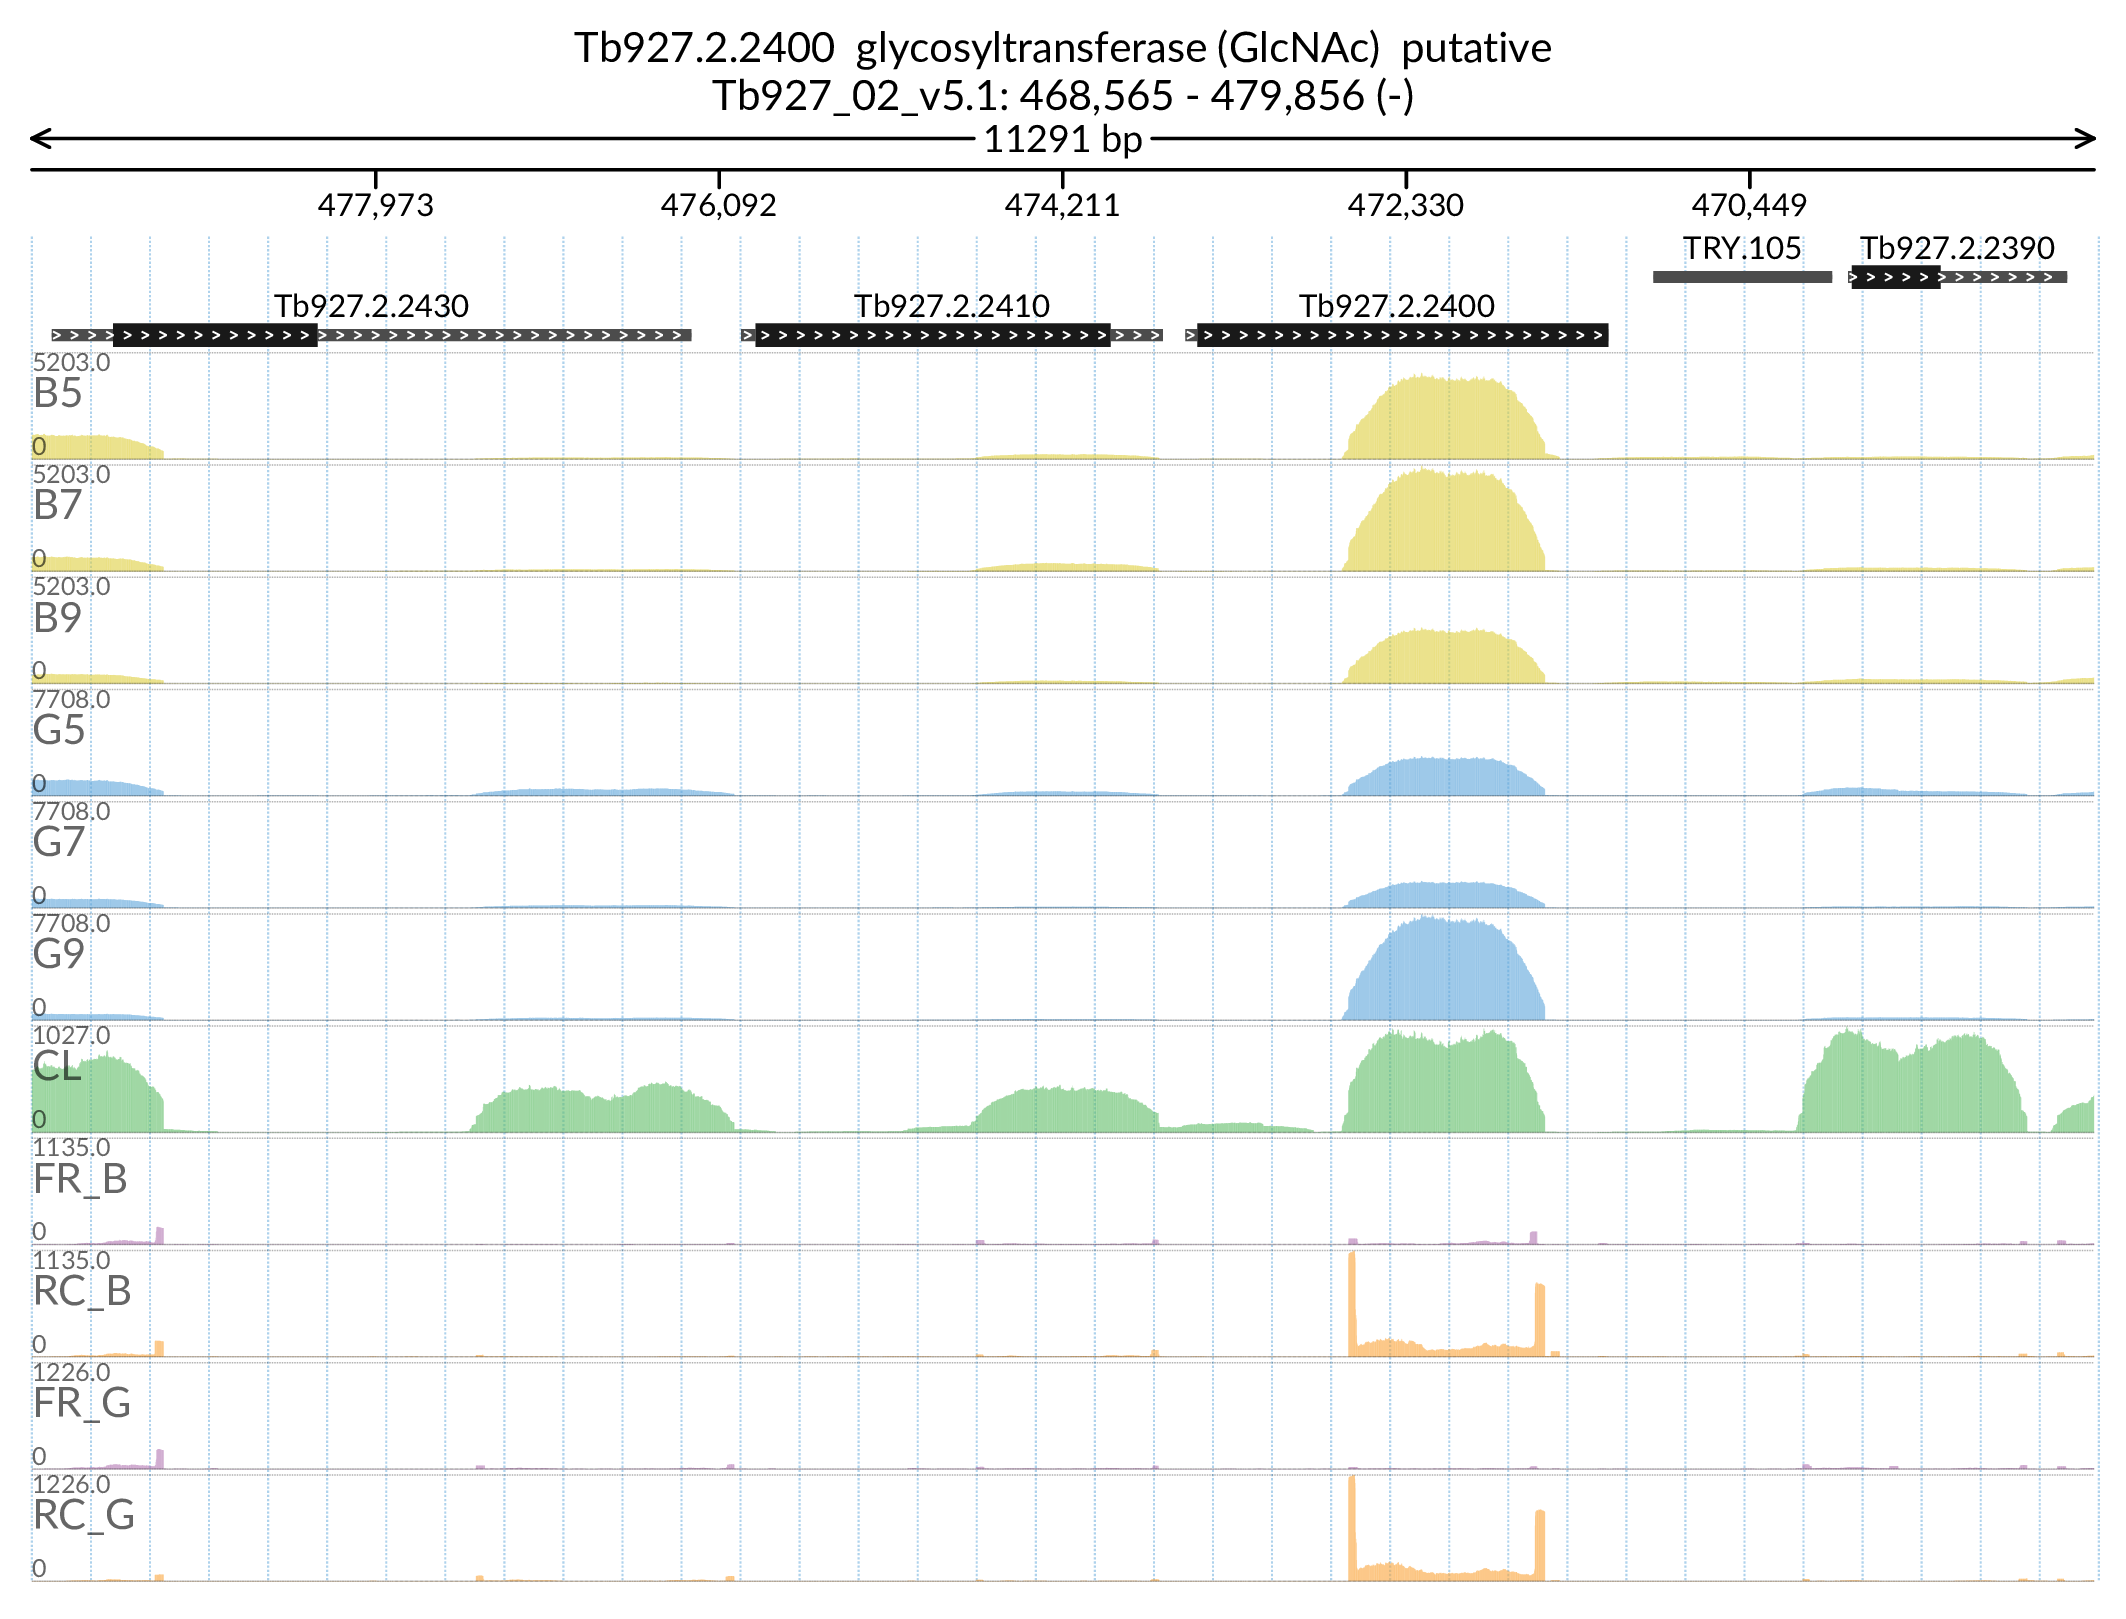 Tb927.2.2400 glycosyltransferase (GlcNAc) putative
Tb927_02_v5.1: 468,565 - 479,856 (-)
11291 bp
477,973 476,092 474,211 472,330 470,449
TRY.105 Tb927.2.2390
Tb927.2.2430 Tb927.2.2410 Tb927.2.2400
5203.0
B5
0
5203.0
B7
0
5203.0
B9
0
7708.0
G5
0
7708.0
G7
0
7708.0
G9
0
1027.0
CL
0
1135.0
FR_B
0
1135.0
RC_B
0
1226.0
FR_G
0
1226.0
RC_G
0